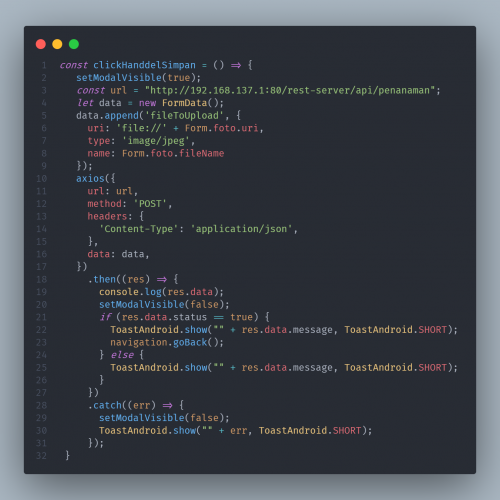 1 const clickHanddelSimpan = () => {
2 setModalVisible(true);
3 const url = "http://192.168.137.1:80/rest-server/api/penanaman";
4 let data = new FormData();
5 data.append('fileToUpload', {
6 uri: 'file://' + Form.foto.uri,
7 type: 'image/jpeg',
8 name: Form.foto.fileName
9 });
10 axios({
11 url: url,
12 method: 'POST',
13 headers: {
14 'Content-Type': 'application/json',
15 },
16 data: data,
17 })
18 .then((res) => {
19 console.log(res.data);
20 setModalVisible(false);
21 if (res.data.status == true) {
22 ToastAndroid.show("" + res.data.message, ToastAndroid.SHORT);
23 navigation.goBack();
24 } else {
25 ToastAndroid.show("" + res.data.message, ToastAndroid.SHORT);
26 }
27 })
28 .catch((err) => {
29 setModalVisible(false);
30 ToastAndroid.show("" + err, ToastAndroid.SHORT);
31 });
32 }